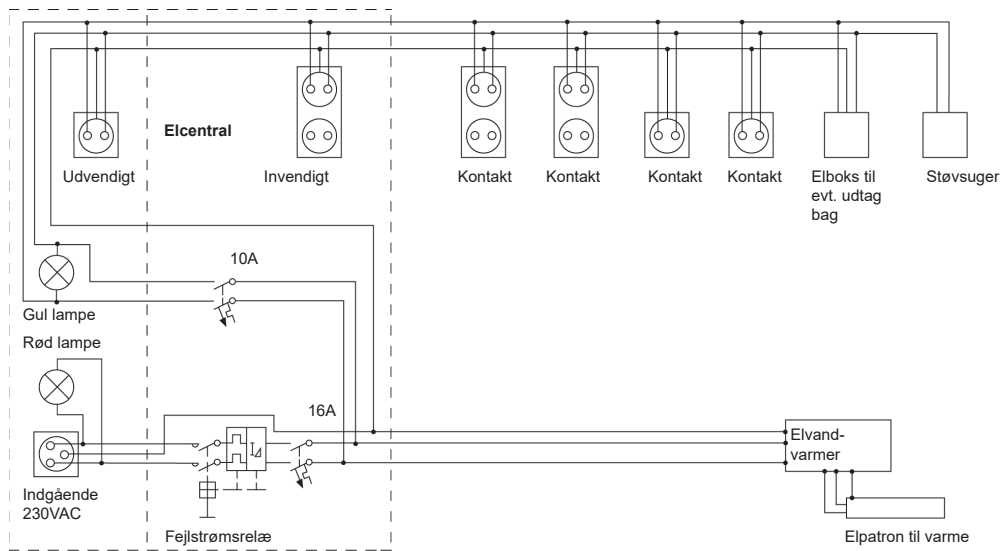 Elcentral
Udvendigt
Invendigt
Kontakt
Kontakt
Kontakt
Kontakt
Elboks til
evt. udtag
bag
Støvsuger
10A
Gul lampe
Rød lampe
16A
Elvand-
varmer
Indgående
230VAC
Fejlstrømsrelæ
Elpatron til varme